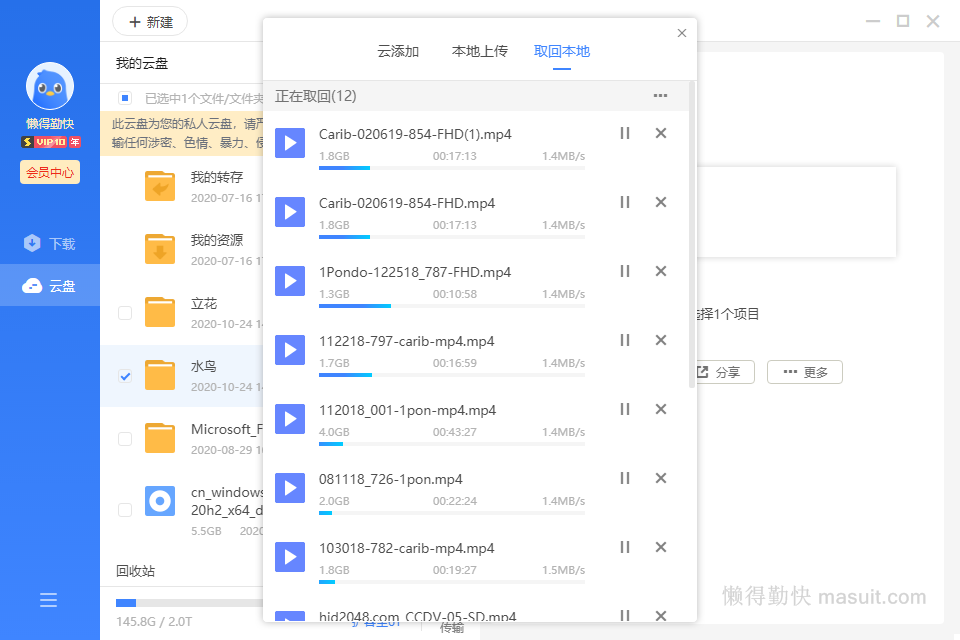 懒得勤快
VIP10 年
会员中心
下载
云盘
新建
我的云盘
已选中1个文件/文件夹
此云盘为您的私人云盘，请严
输任何涉密、色情、暴力、
我的转存
2020-07-16 1
我的资源
2020-07-16 1
立花
2020-10-24 1
水鸟
2020-10-24 1
Microsoft_F
2020-08-29 1
cn_windows
20h2_x64_d
5.5GB 2020
回收站
145.8G / 2.0T
云添加 本地上传 取回本地
正在取回(12)
Carib-020619-854-FHD(1).mp4
1.8GB 00:17:13 1.4MB/s
Carib-020619-854-FHD.mp4
1.8GB 00:17:13 1.4MB/s
1Pondo-122518_787-FHD.mp4
1.3GB 00:10:58 1.4MB/s
112218-797-carib-mp4.mp4
1.7GB 00:16:59 1.4MB/s
112018_001-1pon-mp4.mp4
4.0GB 00:43:27 1.4MB/s
081118_726-1pon.mp4
2.0GB 00:22:24 1.4MB/s
103018-782-carib-mp4.mp4
1.8GB 00:19:27 1.5MB/s
hjd2048.com_CCDV-05-SD.mp4
传输
择1个项目
分享 更多
懒得勤快 masuit.com